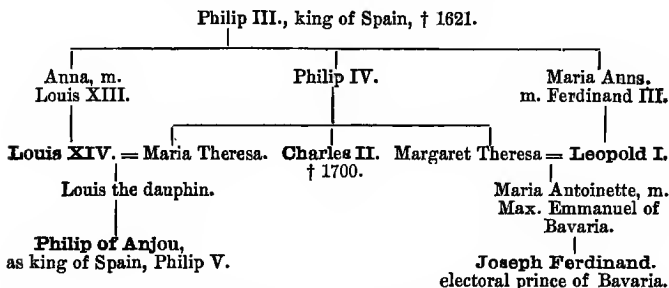 Philip III., king of Spain, † 1621.
Anna, m. Philip IV. Maria Anns.
Louis XIII. m. Ferdinand III.
Louis XIV. = Maria Theresa. Charles II. Margaret Theresa = Leopold I.
† 1700.
Louis the dauphin. Maria Antoinette, m.
Max. Emmanuel of
Bavaria.
Philip of Anjou,
as king of Spain, Philip V. Joseph Ferdinand.
electoral prince of Bavaria.